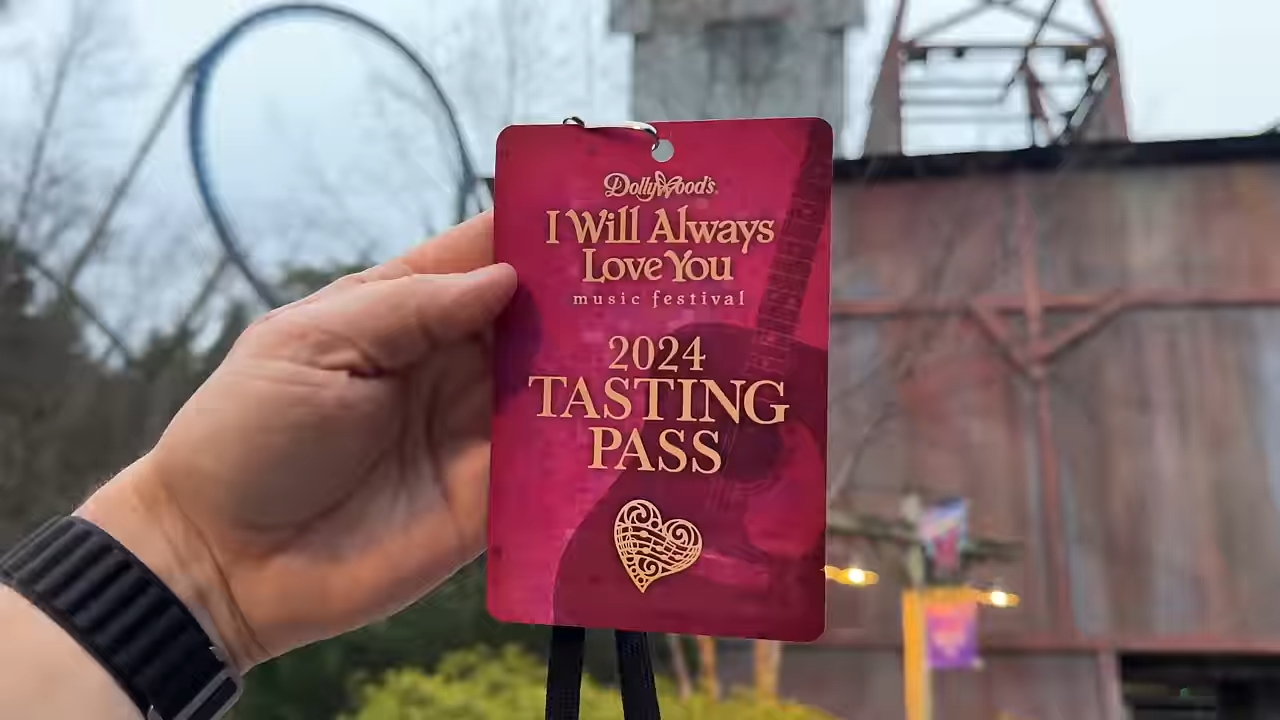 DollyWood's
I Will Always
Love You
music festival
2024
TASTING
PASS